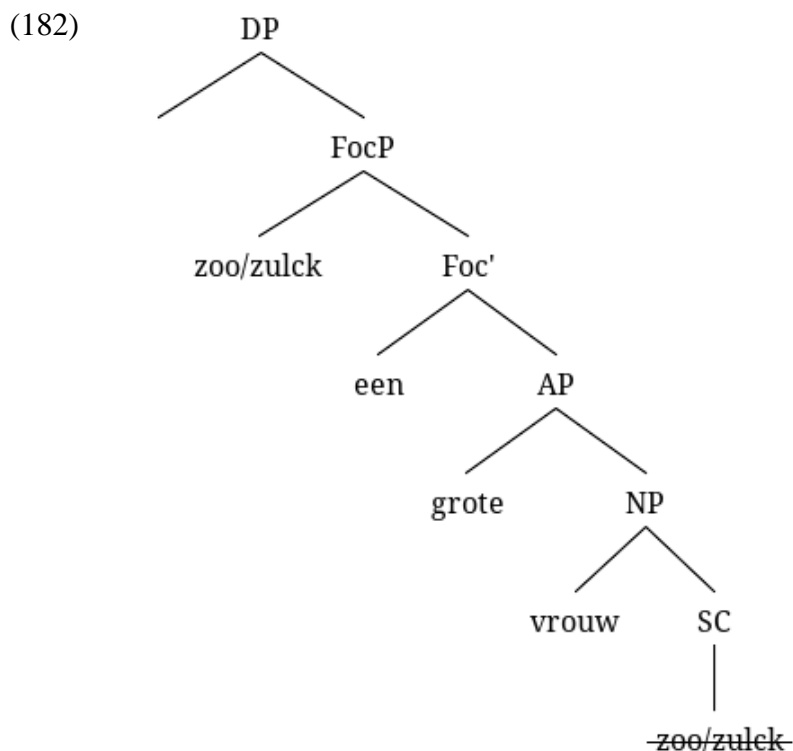 (182) DP
FocP
zoo/zulck Foc'
een AP
grote NP
vrouw SC
zoo/zulck